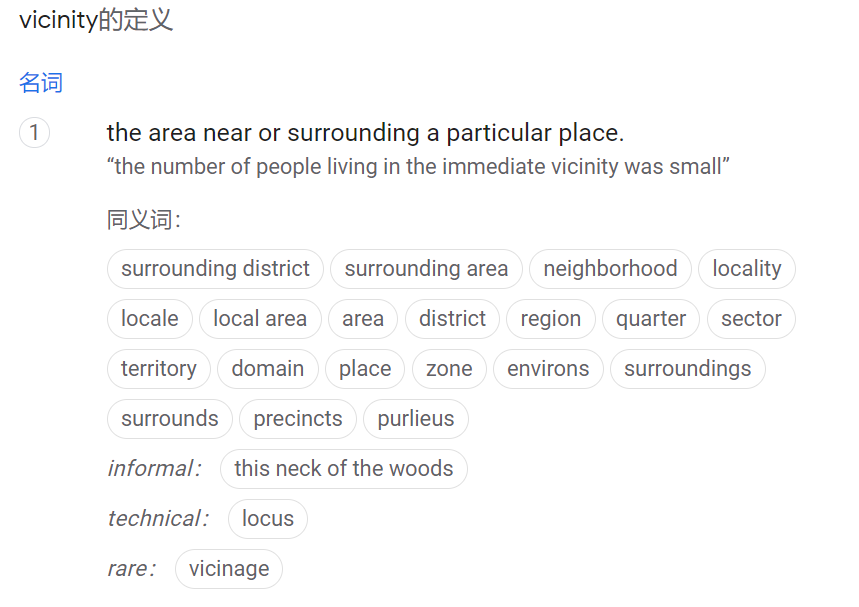 vicinity的定义
名词
1 the area near or surrounding a particular place.
“the number of people living in the immediate vicinity was small”
同义词：
surrounding district surrounding area neighborhood locality
locale local area area district region quarter sector
territory domain place zone environs surroundings
surrounds precincts purlieus
informal： this neck of the woods
technical： locus
rare： vicinage